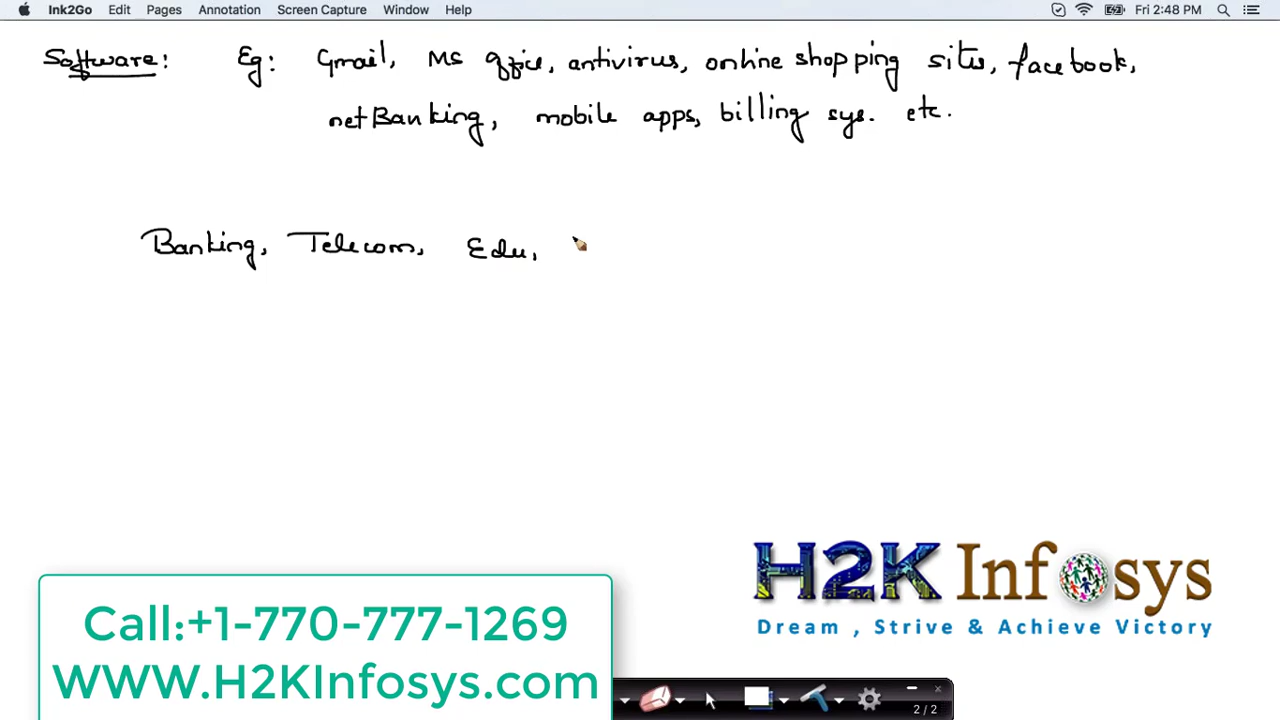 Ink2Go Edit Pages Annotation Screen Capture Window Help Fri 2:48 PM
Software: Eg: Gmail, MS office, antivirus, online shopping sites, facebook,
netBanking, mobile apps, billing sys. etc.
Banking, Telecom, Edu,
H2K Infosys
Dream , Strive & Achieve Victory
Call:+1-770-777-1269
WWW.H2KInfosys.com
2 / 2